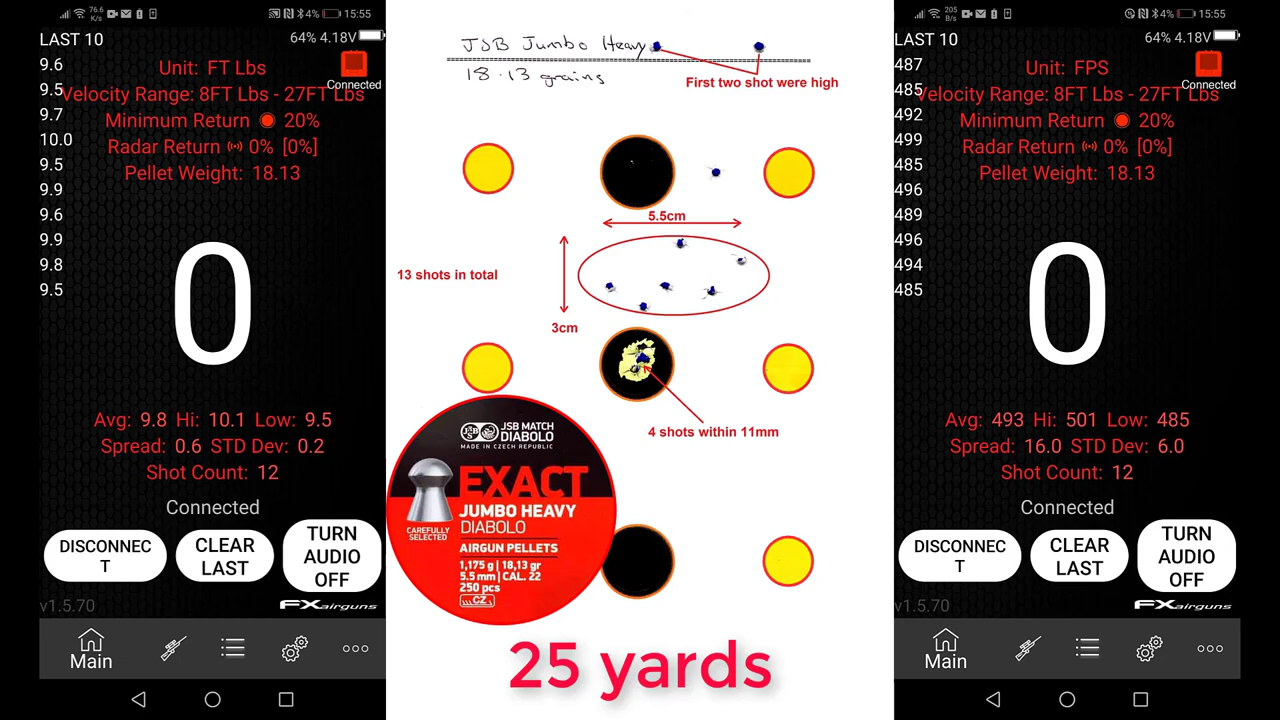 76.6
K/s
4%
15:55
LAST 10
64% 4.18V
9.6
9.5
9.7
10.0
9.5
9.9
9.6
9.9
9.8
9.5
Unit: FT Lbs
Connected
Velocity Range: 8FT Lbs - 27FT Lbs
Minimum Return 20%
Radar Return 0% [0%]
Pellet Weight: 18.13
0
Avg: 9.8 Hi: 10.1 Low: 9.5
Spread: 0.6 STD Dev: 0.2
Shot Count: 12
Connected
DISCONNEC
T
CLEAR
LAST
TURN
AUDIO
OFF
v1.5.70
FX airguns
Main
JSB Jumbo Heavy
18.13 grains
First two shot were high
5.5cm
13 shots in total
3cm
4 shots within 11mm
JSB MATCH
DIABOLO
MADE IN CZECH REPUBLIC
EXACT
JUMBO HEAVY
DIABOLO
CAREFULLY
SELECTED
AIRGUN PELLETS
1,175 g | 18,13 gr
5.5 mm | CAL. 22
250 pcs
CZ
25 yards
205
B/s
4%
15:55
LAST 10
64% 4.18V
487
485
492
499
485
496
489
496
494
485
Unit: FPS
Connected
Velocity Range: 8FT Lbs - 27FT Lbs
Minimum Return 20%
Radar Return 0% [0%]
Pellet Weight: 18.13
0
Avg: 493 Hi: 501 Low: 485
Spread: 16.0 STD Dev: 6.0
Shot Count: 12
Connected
DISCONNEC
T
CLEAR
LAST
TURN
AUDIO
OFF
v1.5.70
FX airguns
Main